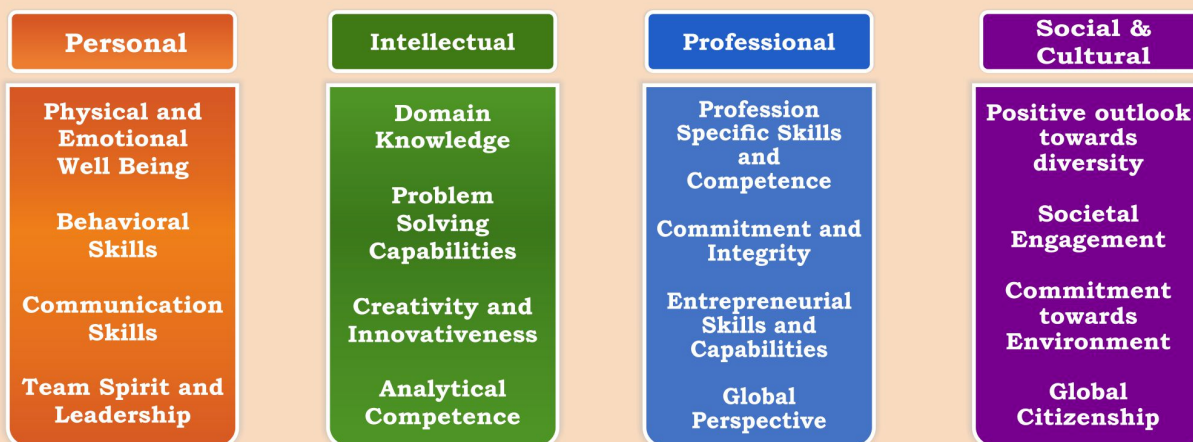 Personal
Physical and
Emotional
Well Being
Behavioral
Skills
Communication
Skills
Team Spirit and
Leadership
Intellectual
Domain
Knowledge
Problem
Solving
Capabilities
Creativity and
Innovativeness
Analytical
Competence
Professional
Profession
Specific Skills
and
Competence
Commitment and
Integrity
Entrepreneurial
Skills and
Capabilities
Global
Perspective
Social &
Cultural
Positive outlook
towards
diversity
Societal
Engagement
Commitment
towards
Environment
Global
Citizenship